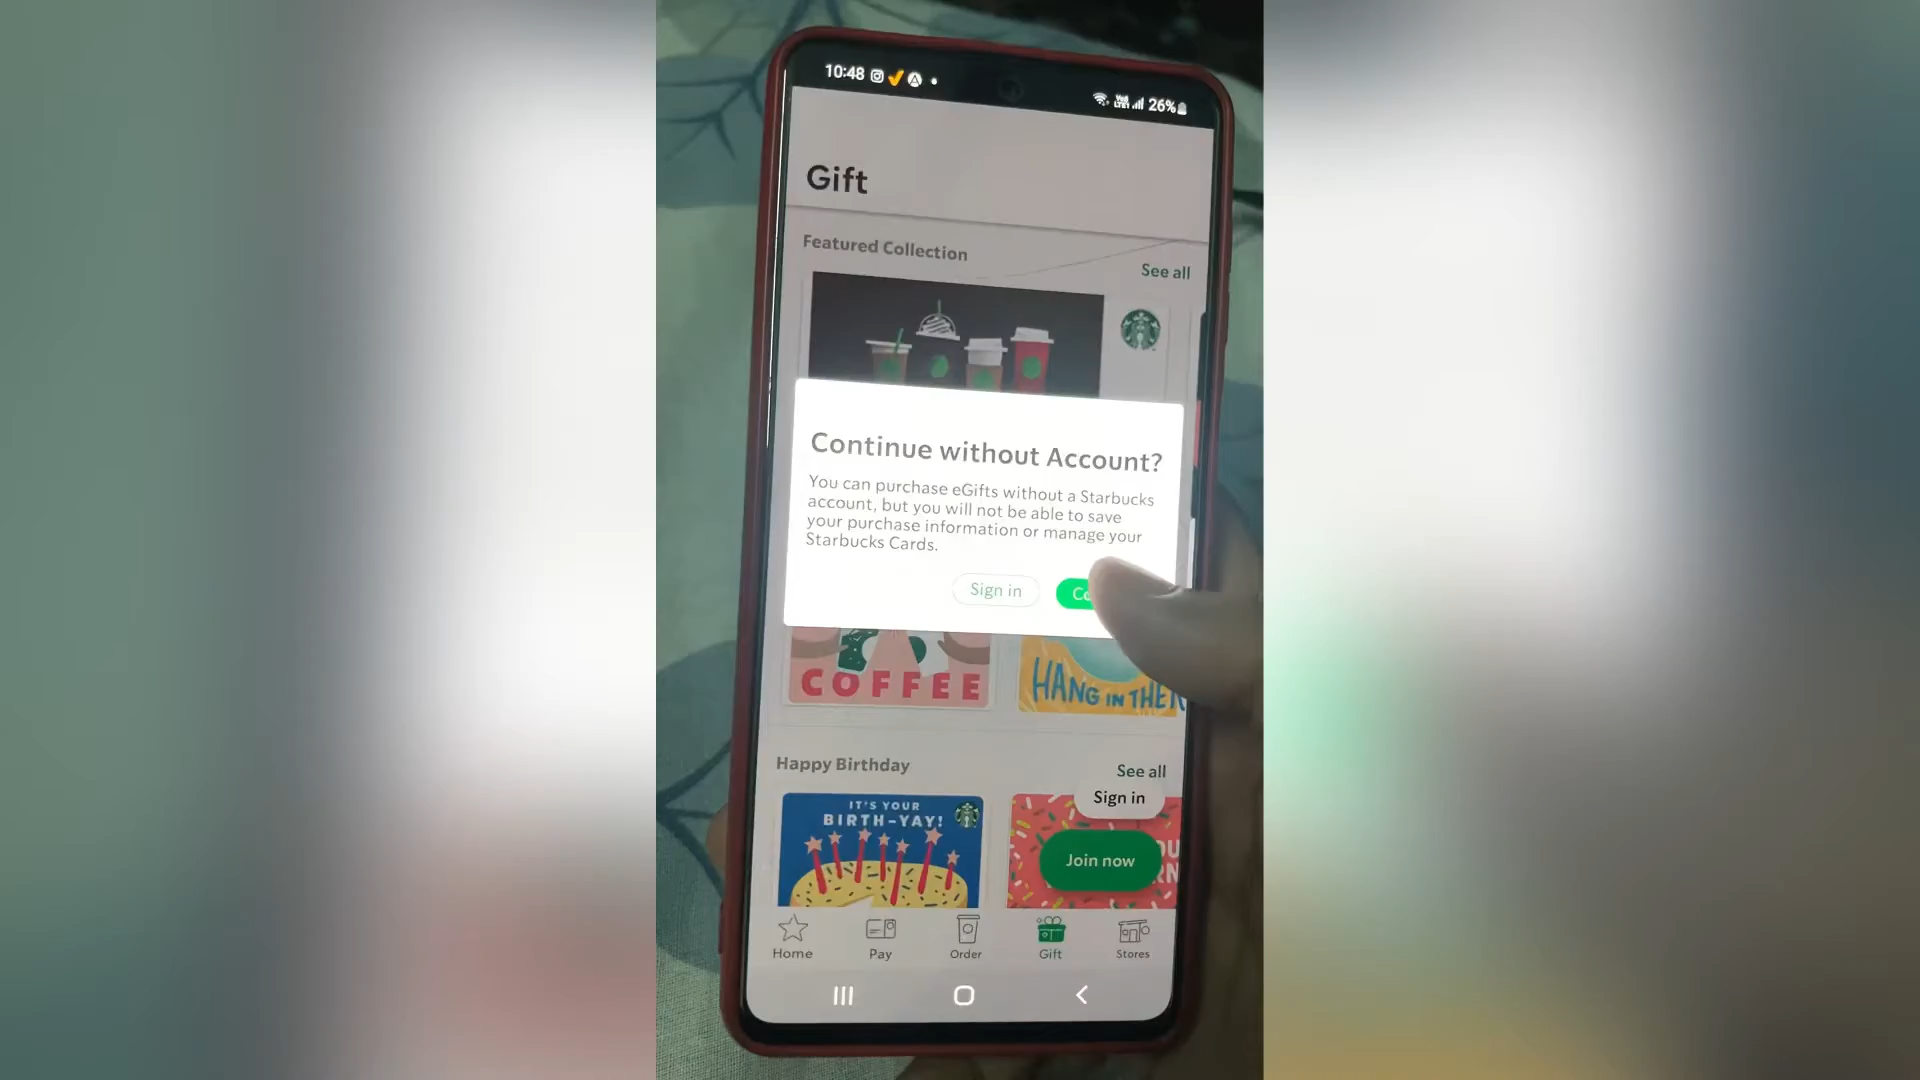 10:48
26%
Gift
Featured Collection
See all
Continue without Account?
You can purchase eGifts without a Starbucks
account, but you will not be able to save
your purchase information or manage your
Starbucks Cards.
Sign in
COFFEE
HANG IN THER
Happy Birthday
See all
Sign in
IT'S YOUR
BIRTH-YAY!
Join now
Home
Pay
Order
Gift
Stores